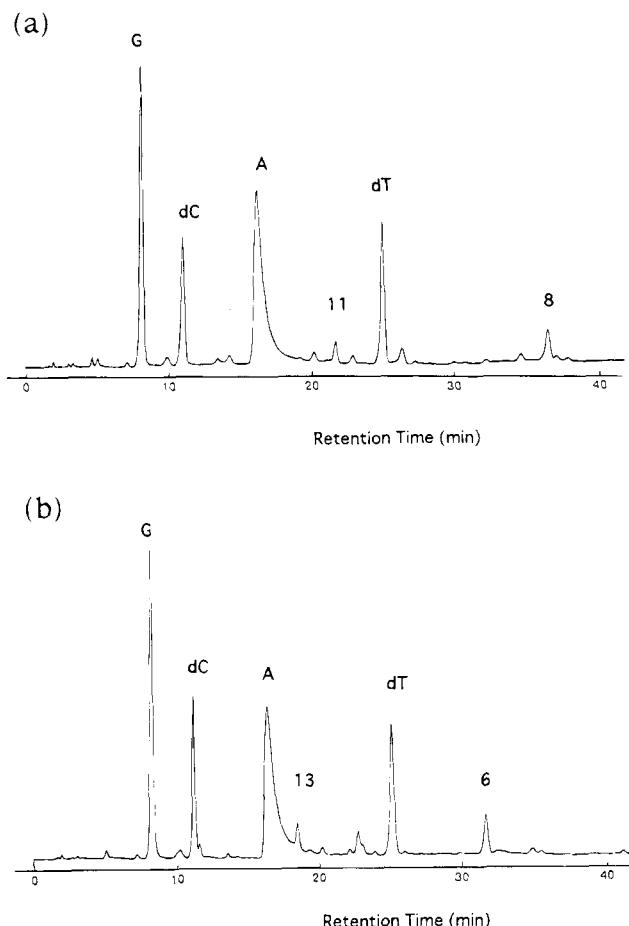 (a)
G
dC
A
11
dT
8
0 10 20 30 40
Retention Time (min)
(b)
G
dC
A
13
dT
6
0 10 20 30 40
Retention Time (min)